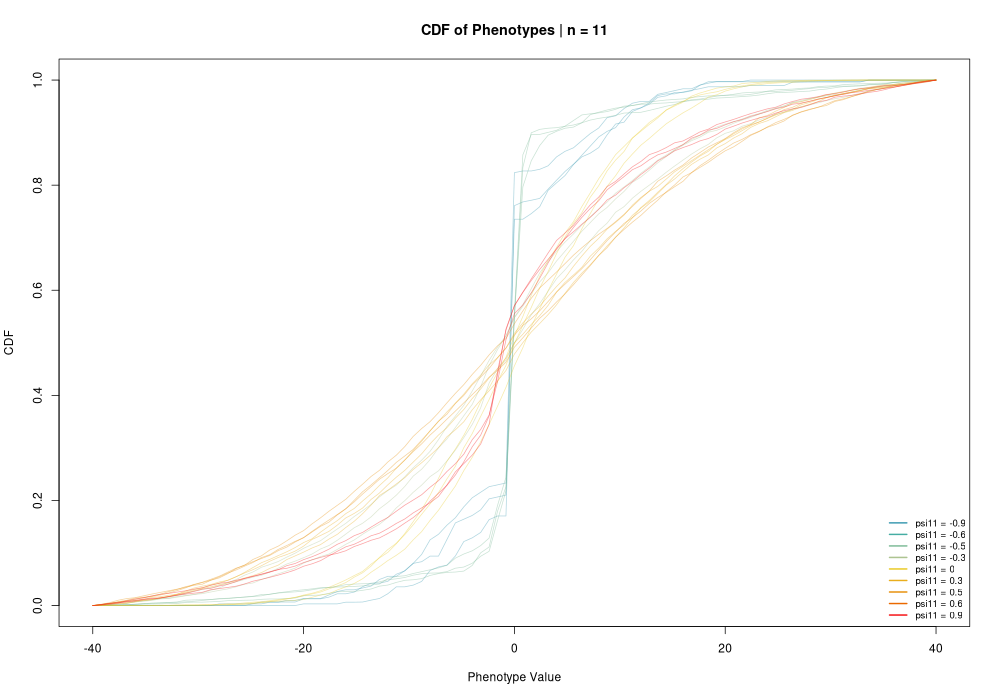 CDF of Phenotypes | n = 11
CDF
1.0
0.8
0.6
0.4
0.2
0.0
psi11 = -0.9
psi11 = -0.6
psi11 = -0.5
psi11 = -0.3
psi11 = 0
psi11 = 0.3
psi11 = 0.5
psi11 = 0.6
psi11 = 0.9
-40
-20
0
20
40
Phenotype Value